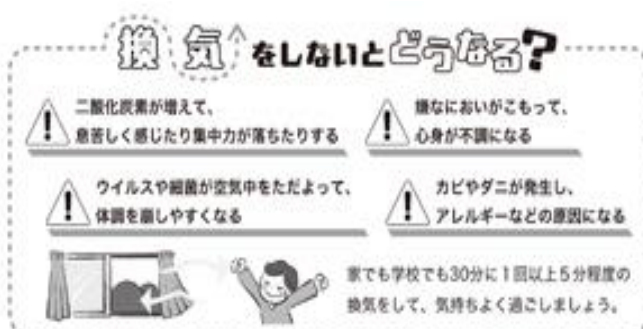 換気をしないとどうなる？
二酸化炭素が増えて、
息苦しく感じたり集中力が落ちたりする
嫌なにおいがこもって、
心身が不調になる
ウイルスや細菌が空気中をただよって、
体調を崩しやすくなる
カビやダニが発生し、
アレルギーなどの原因になる
家でも学校でも30分に1回以上5分程度の
換気をして、気持ちよく過ごしましょう。